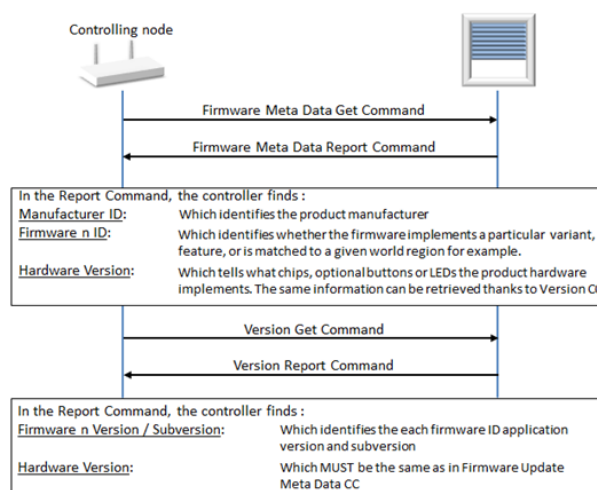 Controlling node
Firmware Meta Data Get Command
Firmware Meta Data Report Command
In the Report Command, the controller finds :
Manufacturer ID: Which identifies the product manufacturer
Firmware n ID: Which identifies whether the firmware implements a particular variant,
feature, or is matched to a given world region for example.
Hardware Version: Which tells what chips, optional buttons or LEDs the product hardware
implements. The same information can be retrieved thanks to Version CC
Version Get Command
Version Report Command
In the Report Command, the controller finds :
Firmware n Version / Subversion: Which identifies the each firmware ID application
version and subversion
Hardware Version: Which MUST be the same as in Firmware Update
Meta Data CC